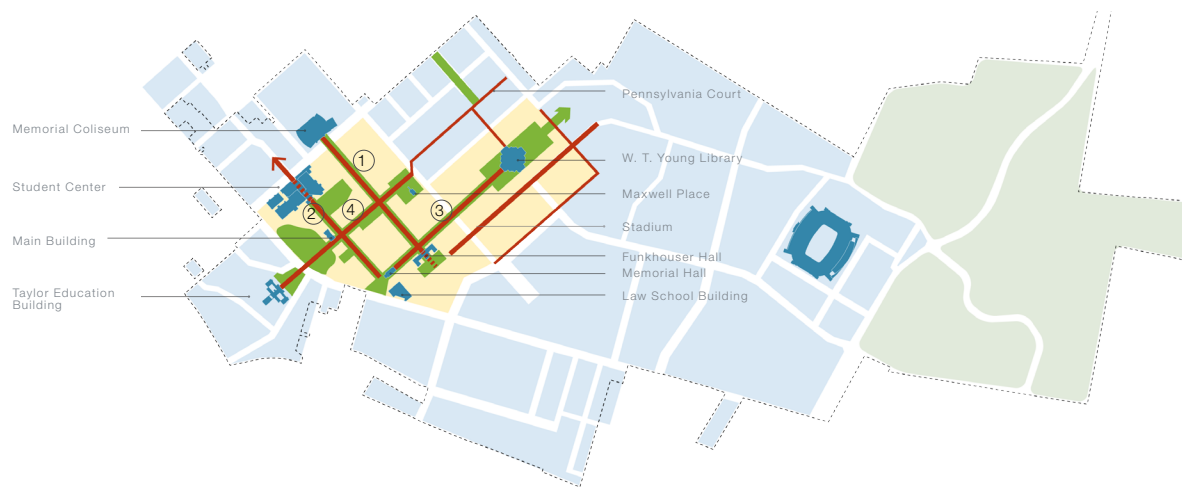 Memorial Coliseum
Student Center
Main Building
Taylor Education
Building
1
2
4
3
Pennsylvania Court
W. T. Young Library
Maxwell Place
Stadium
Funkhouser Hall
Memorial Hall
Law School Building